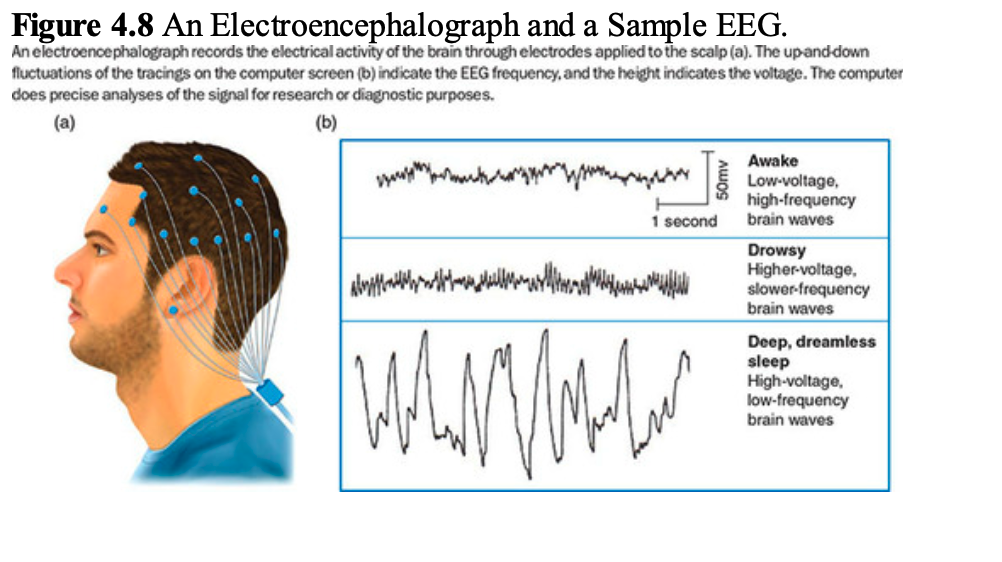 Figure 4.8 An Electroencephalograph and a Sample EEG.
An electroencephalograph records the electrical activity of the brain through electrodes applied to the scalp (a). The up-and-down
fluctuations of the tracings on the computer screen (b) indicate the EEG frequency, and the height indicates the voltage. The computer
does precise analyses of the signal for research or diagnostic purposes.
(a)
(b)
50mv
1 second
Awake
Low-voltage,
high-frequency
brain waves
Drowsy
Higher-voltage,
slower-frequency
brain waves
Deep, dreamless
sleep
High-voltage,
low-frequency
brain waves